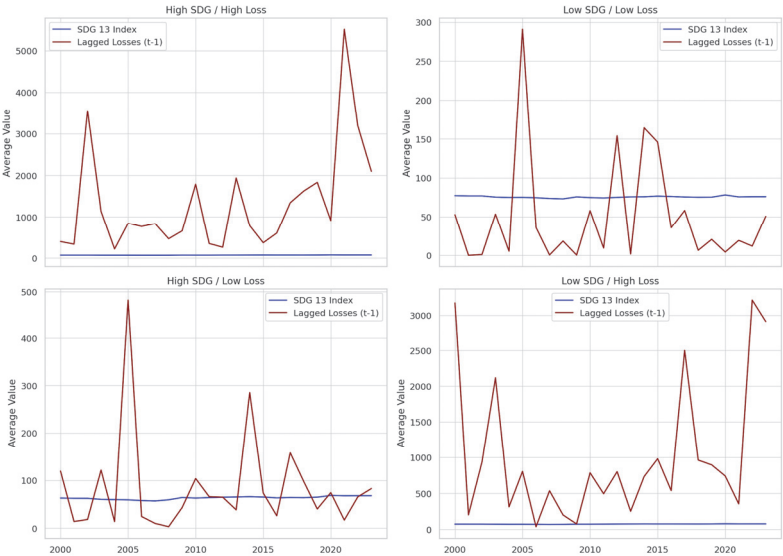 High SDG / High Loss
SDG 13 Index
Lagged Losses (t-1)
Average Value
5000
4000
3000
2000
1000
0
Low SDG / Low Loss
SDG 13 Index
Lagged Losses (t-1)
Average Value
300
250
200
150
100
50
0
High SDG / Low Loss
SDG 13 Index
Lagged Losses (t-1)
Average Value
500
400
300
200
100
0
2000
2005
2010
2015
2020
Low SDG / High Loss
SDG 13 Index
Lagged Losses (t-1)
Average Value
3000
2500
2000
1500
1000
500
0
2000
2005
2010
2015
2020